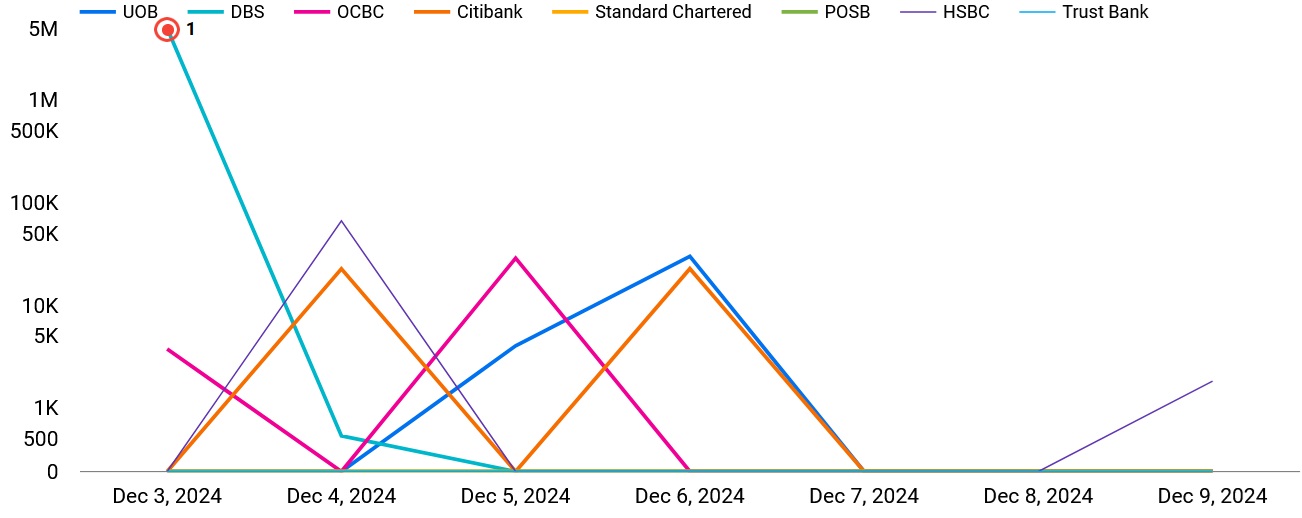 UOB DBS OCBC Citibank Standard Chartered POSB HSBC Trust Bank
5M
1
1M
500K
100K
50K
10K
5K
1K
500
0
Dec 3, 2024 Dec 4, 2024 Dec 5, 2024 Dec 6, 2024 Dec 7, 2024 Dec 8, 2024 Dec 9, 2024